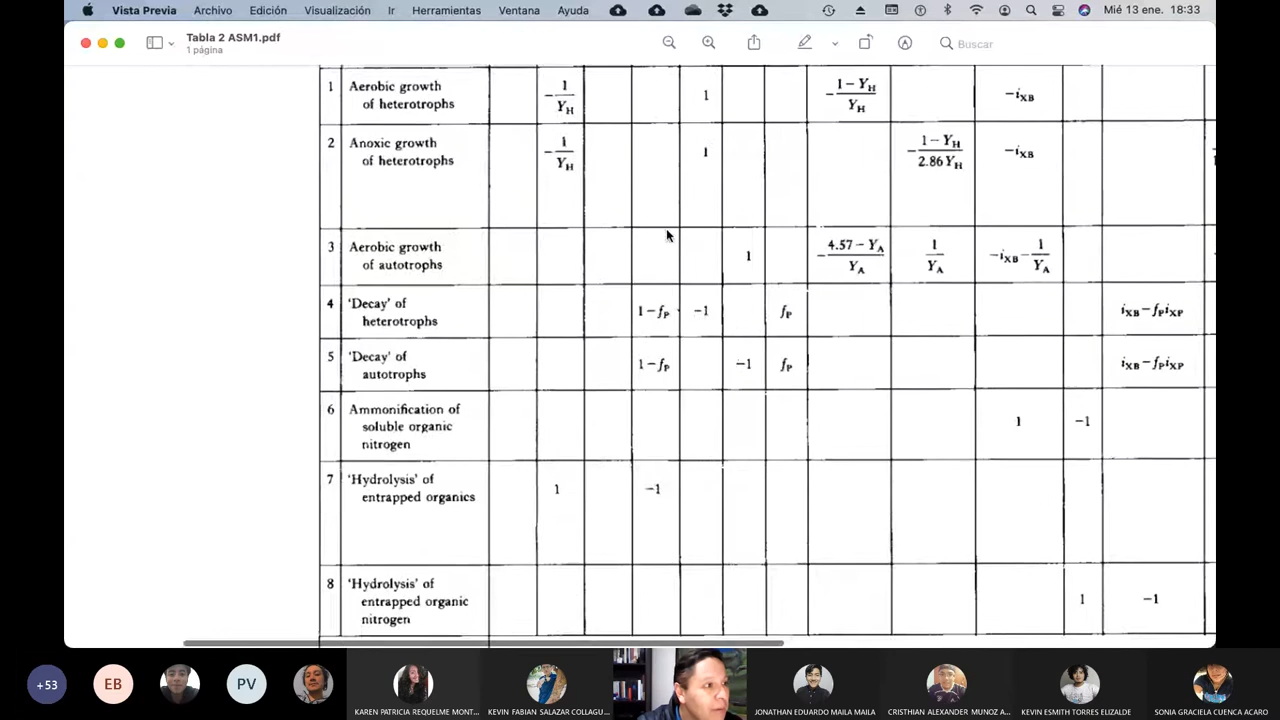 Vista Previa Archivo Edición Visualización Ir Herramientas Ventana Ayuda Mié 13 ene. 18:33
Tabla 2 ASM1.pdf
1 página
Buscar
1 Aerobic growth of heterotrophs −1/Y_H 1 −(1−Y_H)/Y_H −i_XB
2 Anoxic growth of heterotrophs −1/Y_H 1 −(1−Y_H)/(2.86 Y_H) −i_XB
3 Aerobic growth of autotrophs 1 −(4.57−Y_A)/Y_A 1/Y_A −i_XB−1/Y_A
4 'Decay' of heterotrophs 1−f_P −1 f_P i_XB−f_P i_XP
5 'Decay' of autotrophs 1−f_P −1 f_P i_XB−f_P i_XP
6 Ammonification of soluble organic nitrogen 1 −1
7 'Hydrolysis' of entrapped organics 1 −1
8 'Hydrolysis' of entrapped organic nitrogen 1 −1
+53 EB PV
KAREN PATRICIA REQUELME MONT...
KEVIN FABIAN SALAZAR COLLAGU...
JONATHAN EDUARDO MAILA MAILA
CRISTHIAN ALEXANDER MUNOZ A...
KEVIN ESMITH TORRES ELIZALDE
SONIA GRACIELA CUENCA ACARO